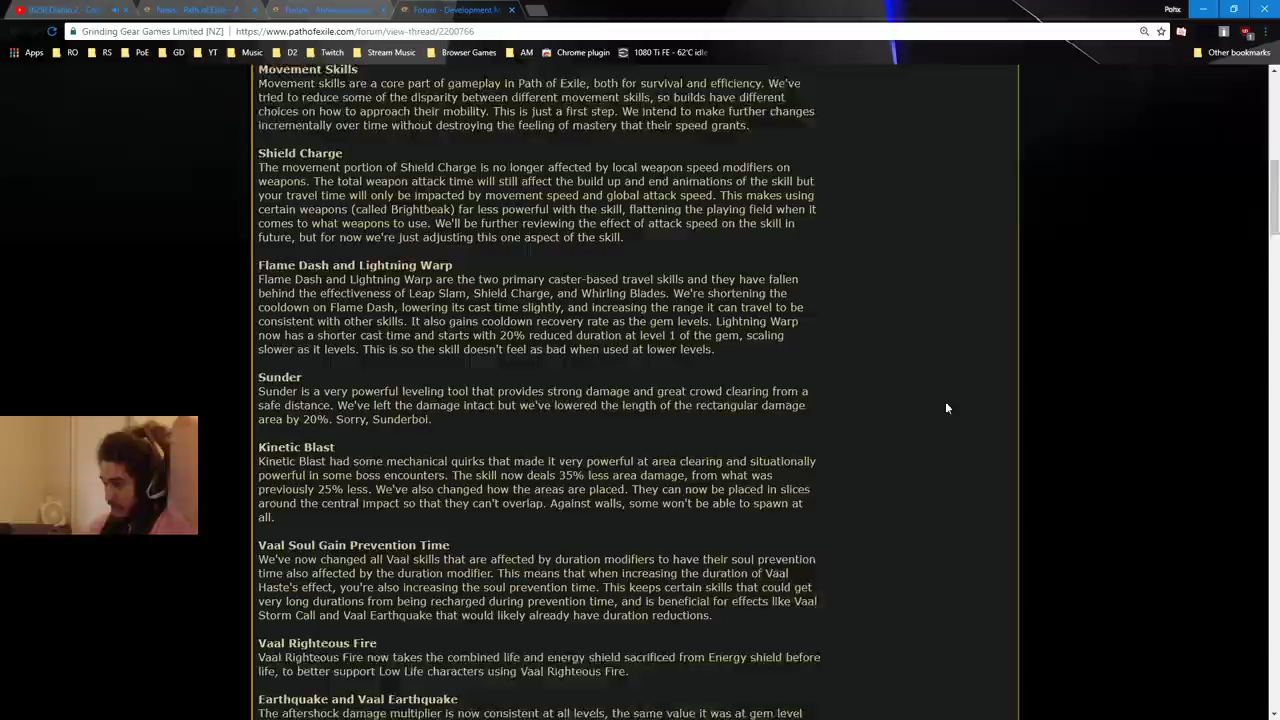 (525) Diablo 2 - Co
News - Path of Exile - A
Forum - Announcements
Forum - Development M
Pohx
Grinding Gear Games Limited [NZ] | https://www.pathofexile.com/forum/view-thread/2200766
Apps RO RS PoE GD YT Music D2 Twitch Stream Music Browser Games AM Chrome plugin 1080 Ti FE - 62°C idle Other bookmarks
Movement Skills
Movement skills are a core part of gameplay in Path of Exile, both for survival and efficiency. We've
tried to reduce some of the disparity between different movement skills, so builds have different
choices on how to approach their mobility. This is just a first step. We intend to make further changes
incrementally over time without destroying the feeling of mastery that their speed grants.
Shield Charge
The movement portion of Shield Charge is no longer affected by local weapon speed modifiers on
weapons. The total weapon attack time will still affect the build up and end animations of the skill but
your travel time will only be impacted by movement speed and global attack speed. This makes using
certain weapons (called Brightbeak) far less powerful with the skill, flattening the playing field when it
comes to what weapons to use. We'll be further reviewing the effect of attack speed on the skill in
future, but for now we're just adjusting this one aspect of the skill.
Flame Dash and Lightning Warp
Flame Dash and Lightning Warp are the two primary caster-based travel skills and they have fallen
behind the effectiveness of Leap Slam, Shield Charge, and Whirling Blades. We're shortening the
cooldown on Flame Dash, lowering its cast time slightly, and increasing the range it can travel to be
consistent with other skills. It also gains cooldown recovery rate as the gem levels. Lightning Warp
now has a shorter cast time and starts with 20% reduced duration at level 1 of the gem, scaling
slower as it levels. This is so the skill doesn't feel as bad when used at lower levels.
Sunder
Sunder is a very powerful leveling tool that provides strong damage and great crowd clearing from a
safe distance. We've left the damage intact but we've lowered the length of the rectangular damage
area by 20%. Sorry, Sunderboi.
Kinetic Blast
Kinetic Blast had some mechanical quirks that made it very powerful at area clearing and situationally
powerful in some boss encounters. The skill now deals 35% less area damage, from what was
previously 25% less. We've also changed how the areas are placed. They can now be placed in slices
around the central impact so that they can't overlap. Against walls, some won't be able to spawn at
all.
Vaal Soul Gain Prevention Time
We've now changed all Vaal skills that are affected by duration modifiers to have their soul prevention
time also affected by the duration modifier. This means that when increasing the duration of Vaal
Haste's effect, you're also increasing the soul prevention time. This keeps certain skills that could get
very long durations from being recharged during prevention time, and is beneficial for effects like Vaal
Storm Call and Vaal Earthquake that would likely already have duration reductions.
Vaal Righteous Fire
Vaal Righteous Fire now takes the combined life and energy shield sacrificed from Energy shield before
life, to better support Low Life characters using Vaal Righteous Fire.
Earthquake and Vaal Earthquake
The aftershock damage multiplier is now consistent at all levels, the same value it was at gem level